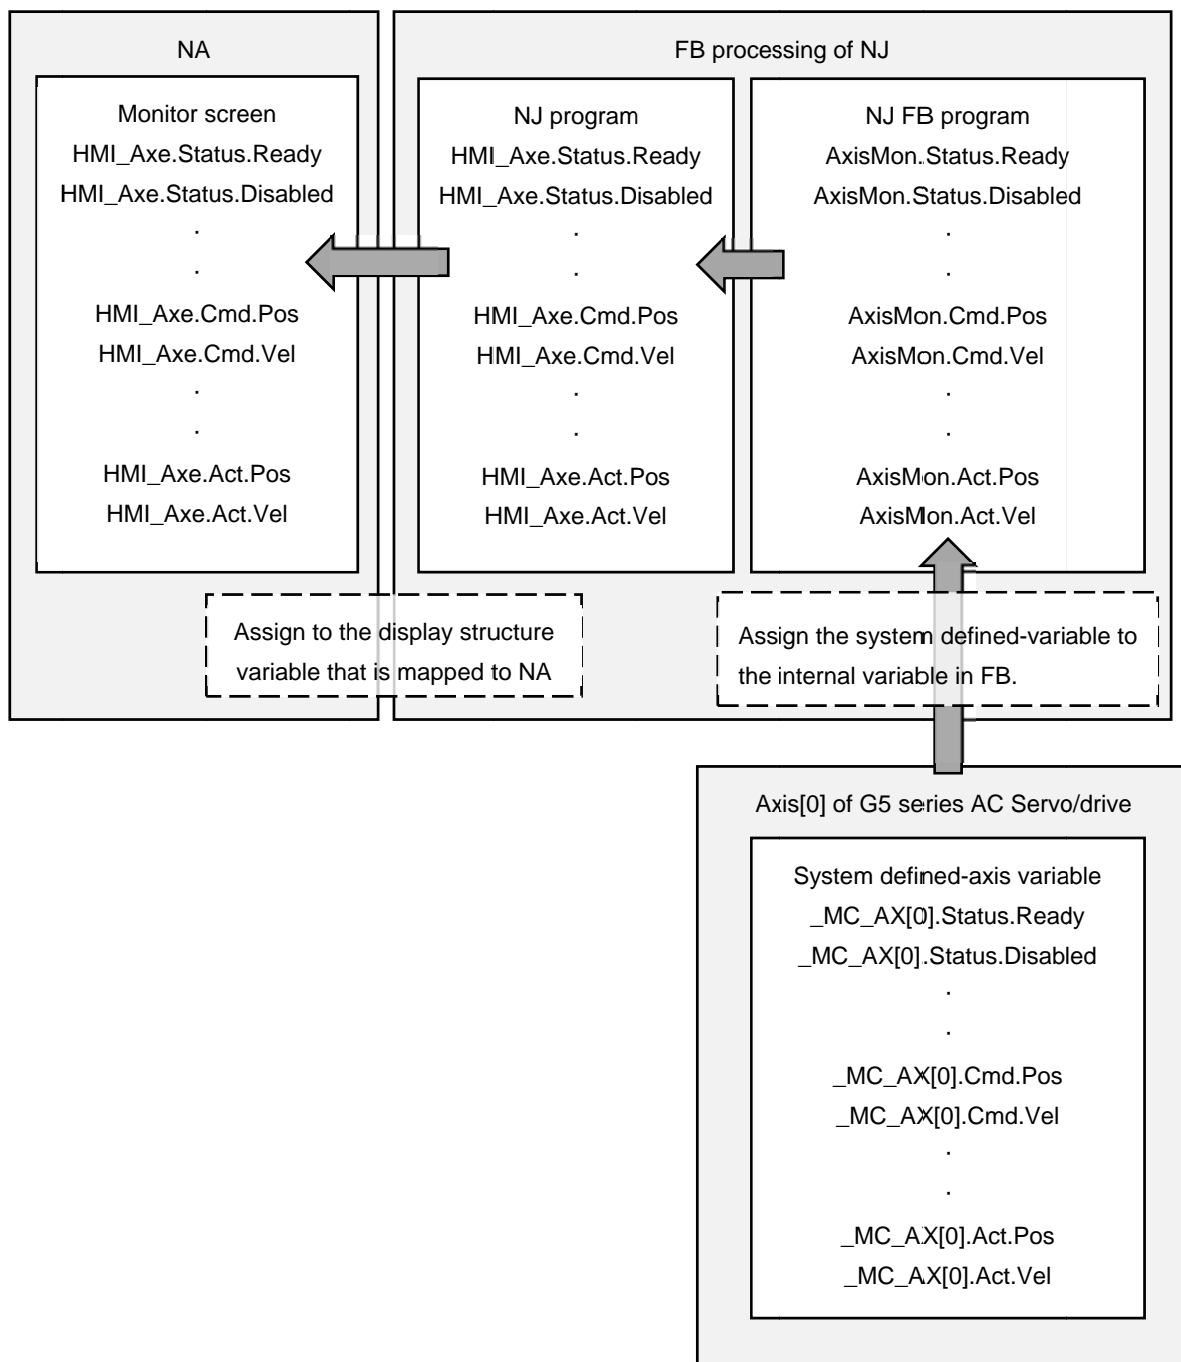 NA
Monitor screen
HMI_Axe.Status.Ready
HMI_Axe.Status.Disabled
.
.
HMI_Axe.Cmd.Pos
HMI_Axe.Cmd.Vel
.
.
HMI_Axe.Act.Pos
HMI_Axe.Act.Vel
FB processing of NJ
NJ program
HMI_Axe.Status.Ready
HMI_Axe.Status.Disabled
.
.
HMI_Axe.Cmd.Pos
HMI_Axe.Cmd.Vel
.
.
HMI_Axe.Act.Pos
HMI_Axe.Act.Vel
NJ FB program
AxisMon.Status.Ready
AxisMon.Status.Disabled
.
.
AxisMon.Cmd.Pos
AxisMon.Cmd.Vel
.
.
AxisMon.Act.Pos
AxisMon.Act.Vel
Assign to the display structure
variable that is mapped to NA
Assign the system defined-variable to
the internal variable in FB.
Axis[0] of G5 series AC Servo/drive
System defined-axis variable
_MC_AX[0].Status.Ready
_MC_AX[0].Status.Disabled
.
.
_MC_AX[0].Cmd.Pos
_MC_AX[0].Cmd.Vel
.
.
_MC_AX[0].Act.Pos
_MC_AX[0].Act.Vel